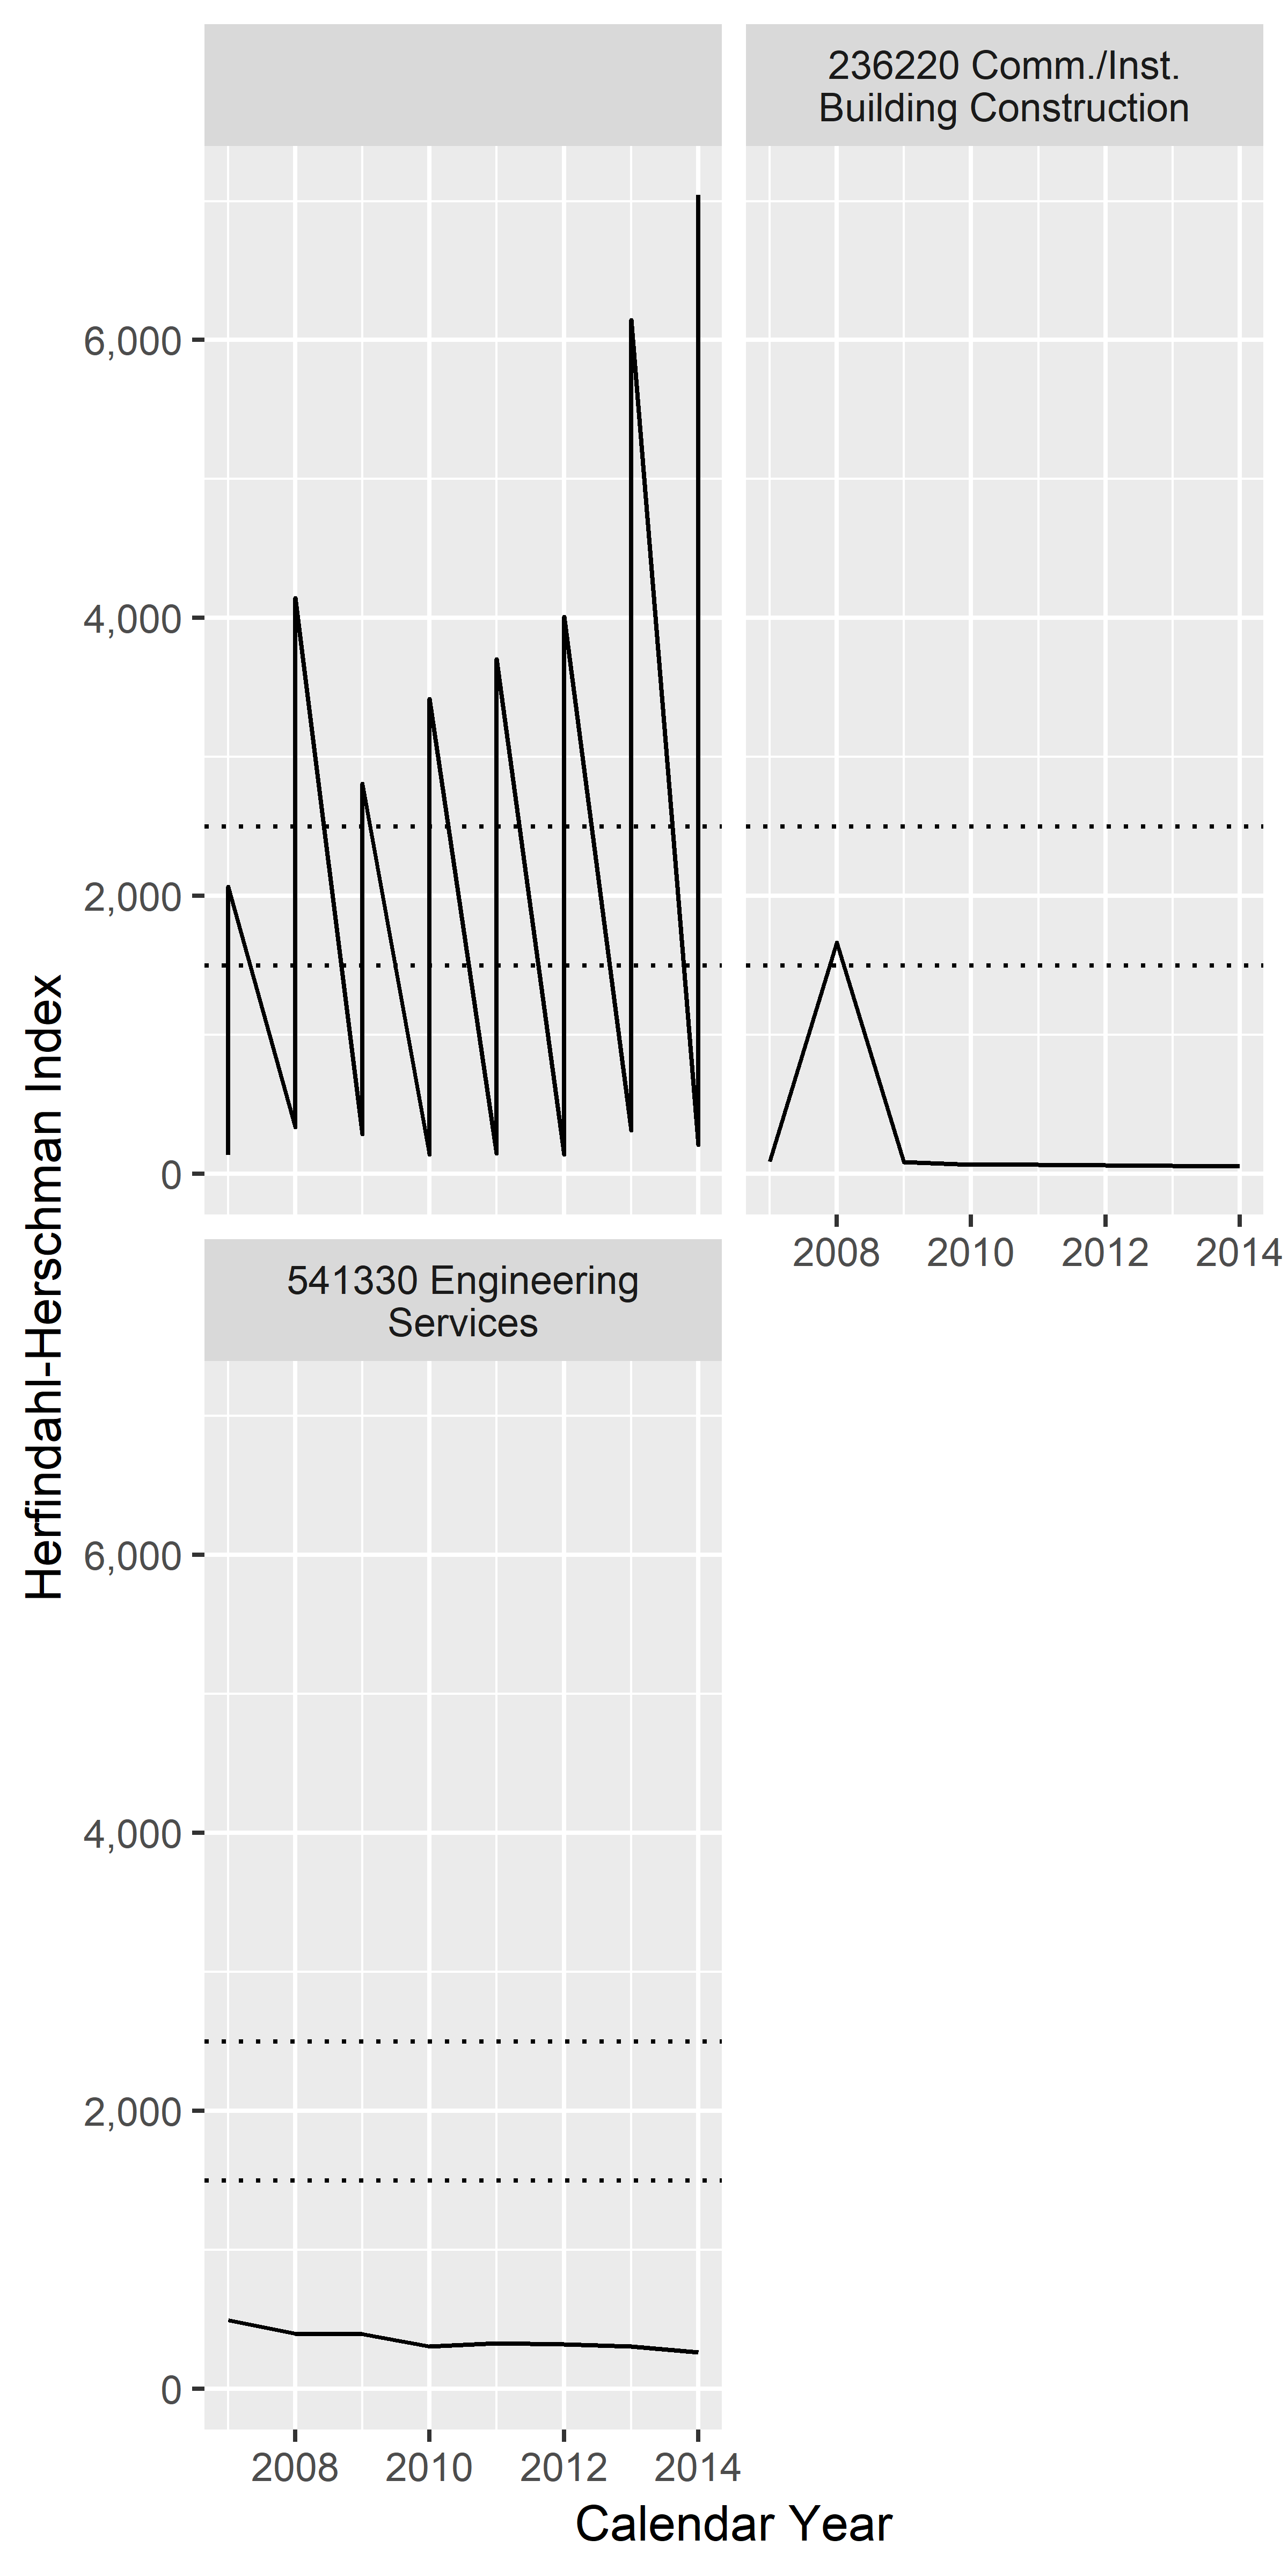 236220 Comm./Inst.
Building Construction
6,000
4,000
2,000
0
2008 2010 2012 2014
541330 Engineering
Services
6,000
4,000
2,000
0
2008 2010 2012 2014
Herfindahl-Herschman Index
Calendar Year